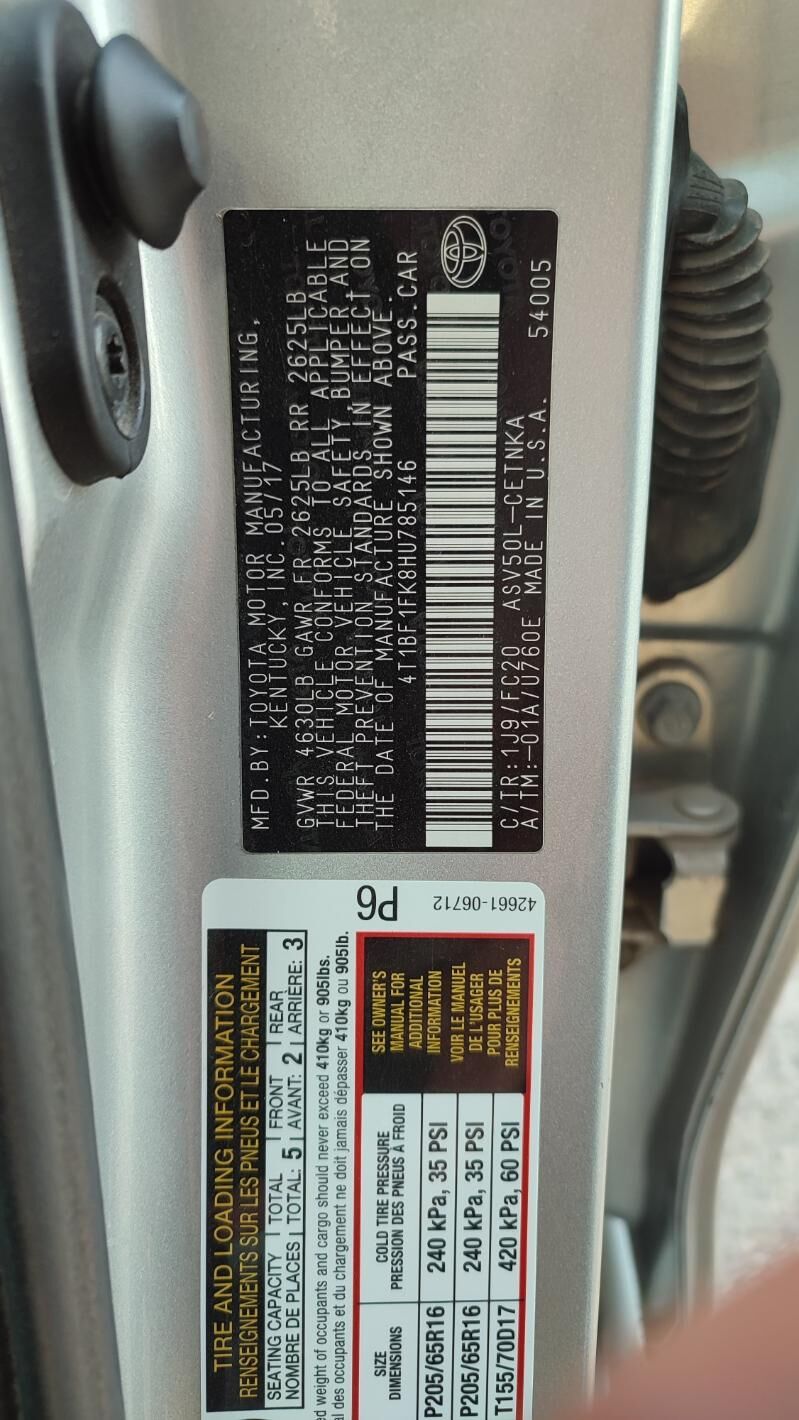 MFD.BY:TOYOTA MOTOR MANUFACTURING,
KENTUCKY, INC. 05/17
GVWR 4630LB GAWR FR 2625LB RR 2625LB
THIS VEHICLE CONFORMS TO ALL APPLICABLE
FEDERAL MOTOR VEHICLE SAFETY, BUMPER, AND
THEFT PREVENTION STANDARDS IN EFFECT ON
THE DATE OF MANUFACTURE SHOWN ABOVE.
4T1BF1FK8HU785146 PASS.CAR
C/TR:1J9/FC20 ASV50L-CETNKA
A/TM:-01A/U760E MADE IN U.S.A. 54005
TIRE AND LOADING INFORMATION
RENSEIGNEMENTS SUR LES PNEUS ET LE CHARGEMENT
SEATING CAPACITY TOTAL FRONT REAR
NOMBRE DE PLACES TOTAL: 5 AVANT: 2 ARRIÈRE: 3
weight of occupants and cargo should never exceed 410kg or 905lbs.
des occupants et du chargement ne doit jamais dépasser 410kg ou 905lb.
P6
42661-06712
SIZE
DIMENSIONS
COLD TIRE PRESSURE
PRESSION DES PNEUS À FROID
P205/65R16 240 kPa, 35 PSI
P205/65R16 240 kPa, 35 PSI
T155/70D17 420 kPa, 60 PSI
SEE OWNER'S
MANUAL FOR
ADDITIONAL
INFORMATION
VOIR LE MANUEL
DE L'USAGER
POUR PLUS DE
RENSEIGNEMENTS